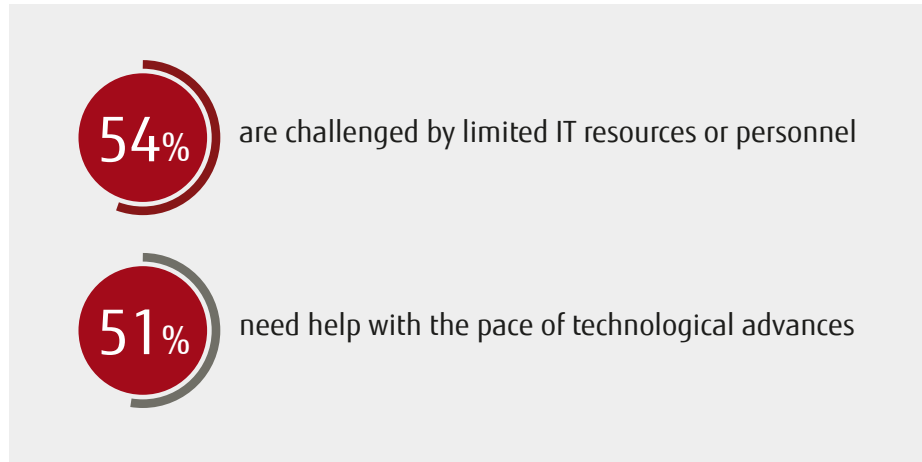 54% are challenged by limited IT resources or personnel
51% need help with the pace of technological advances